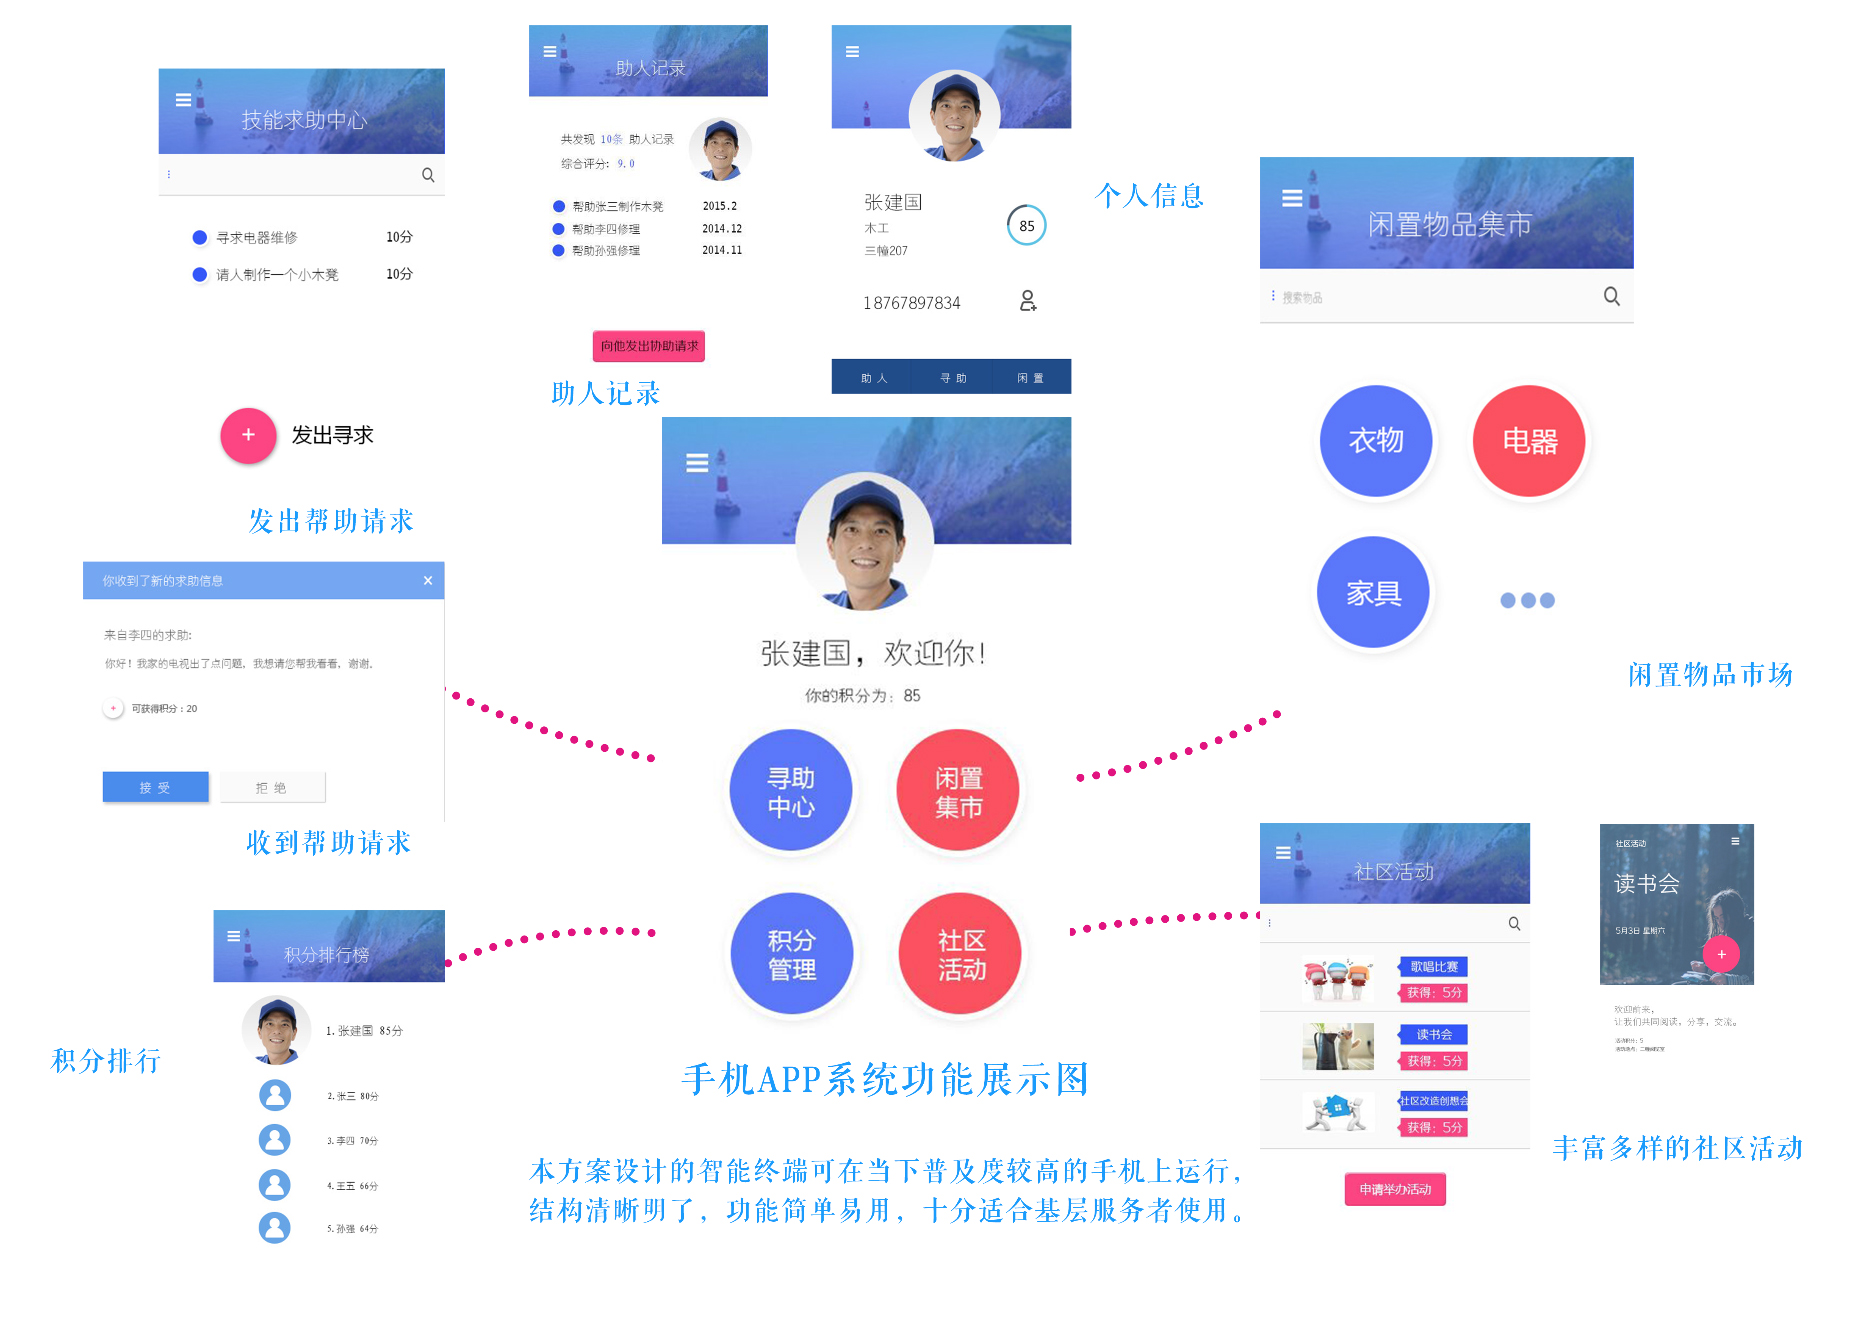 技能求助中心
寻求电器维修 10分
请人制作一个小木凳 10分
+ 发出寻求
发出帮助请求
你收到了新的求助信息 ×
来自李四的求助:
你好！我家的电视出了点问题，我想请您帮我看看，谢谢。
+ 可获得积分：20
接 受 拒 绝
收到帮助请求
积分排行榜
1.张建国 85分
2.张三 80分
3.李四 70分
4.王五 66分
5.孙强 64分
积分排行
助人记录
共发现 10条 助人记录
综合评分: 9.0
帮助张三制作木凳 2015.2
帮助李四修理 2014.12
帮助孙强修理 2014.11
向他发出协助请求
助人记录
张建国
木工
三幢207
85
18767897834
助 人 寻 助 闲 置
个人信息
张建国，欢迎你！
你的积分为：85
寻助
中心
闲置
集市
积分
管理
社区
活动
手机APP系统功能展示图
本方案设计的智能终端可在当下普及度较高的手机上运行，
结构清晰明了，功能简单易用，十分适合基层服务者使用。
闲置物品集市
搜索物品
衣物 电器
家具
闲置物品市场
社区活动
歌唱比赛
获得：5分
读书会
获得：5分
社区改造创想会
获得：5分
申请举办活动
社区活动
读书会
5月3日 星期六
+
欢迎前来，
让我们共同阅读，分享，交流。
活动积分：5
丰富多样的社区活动